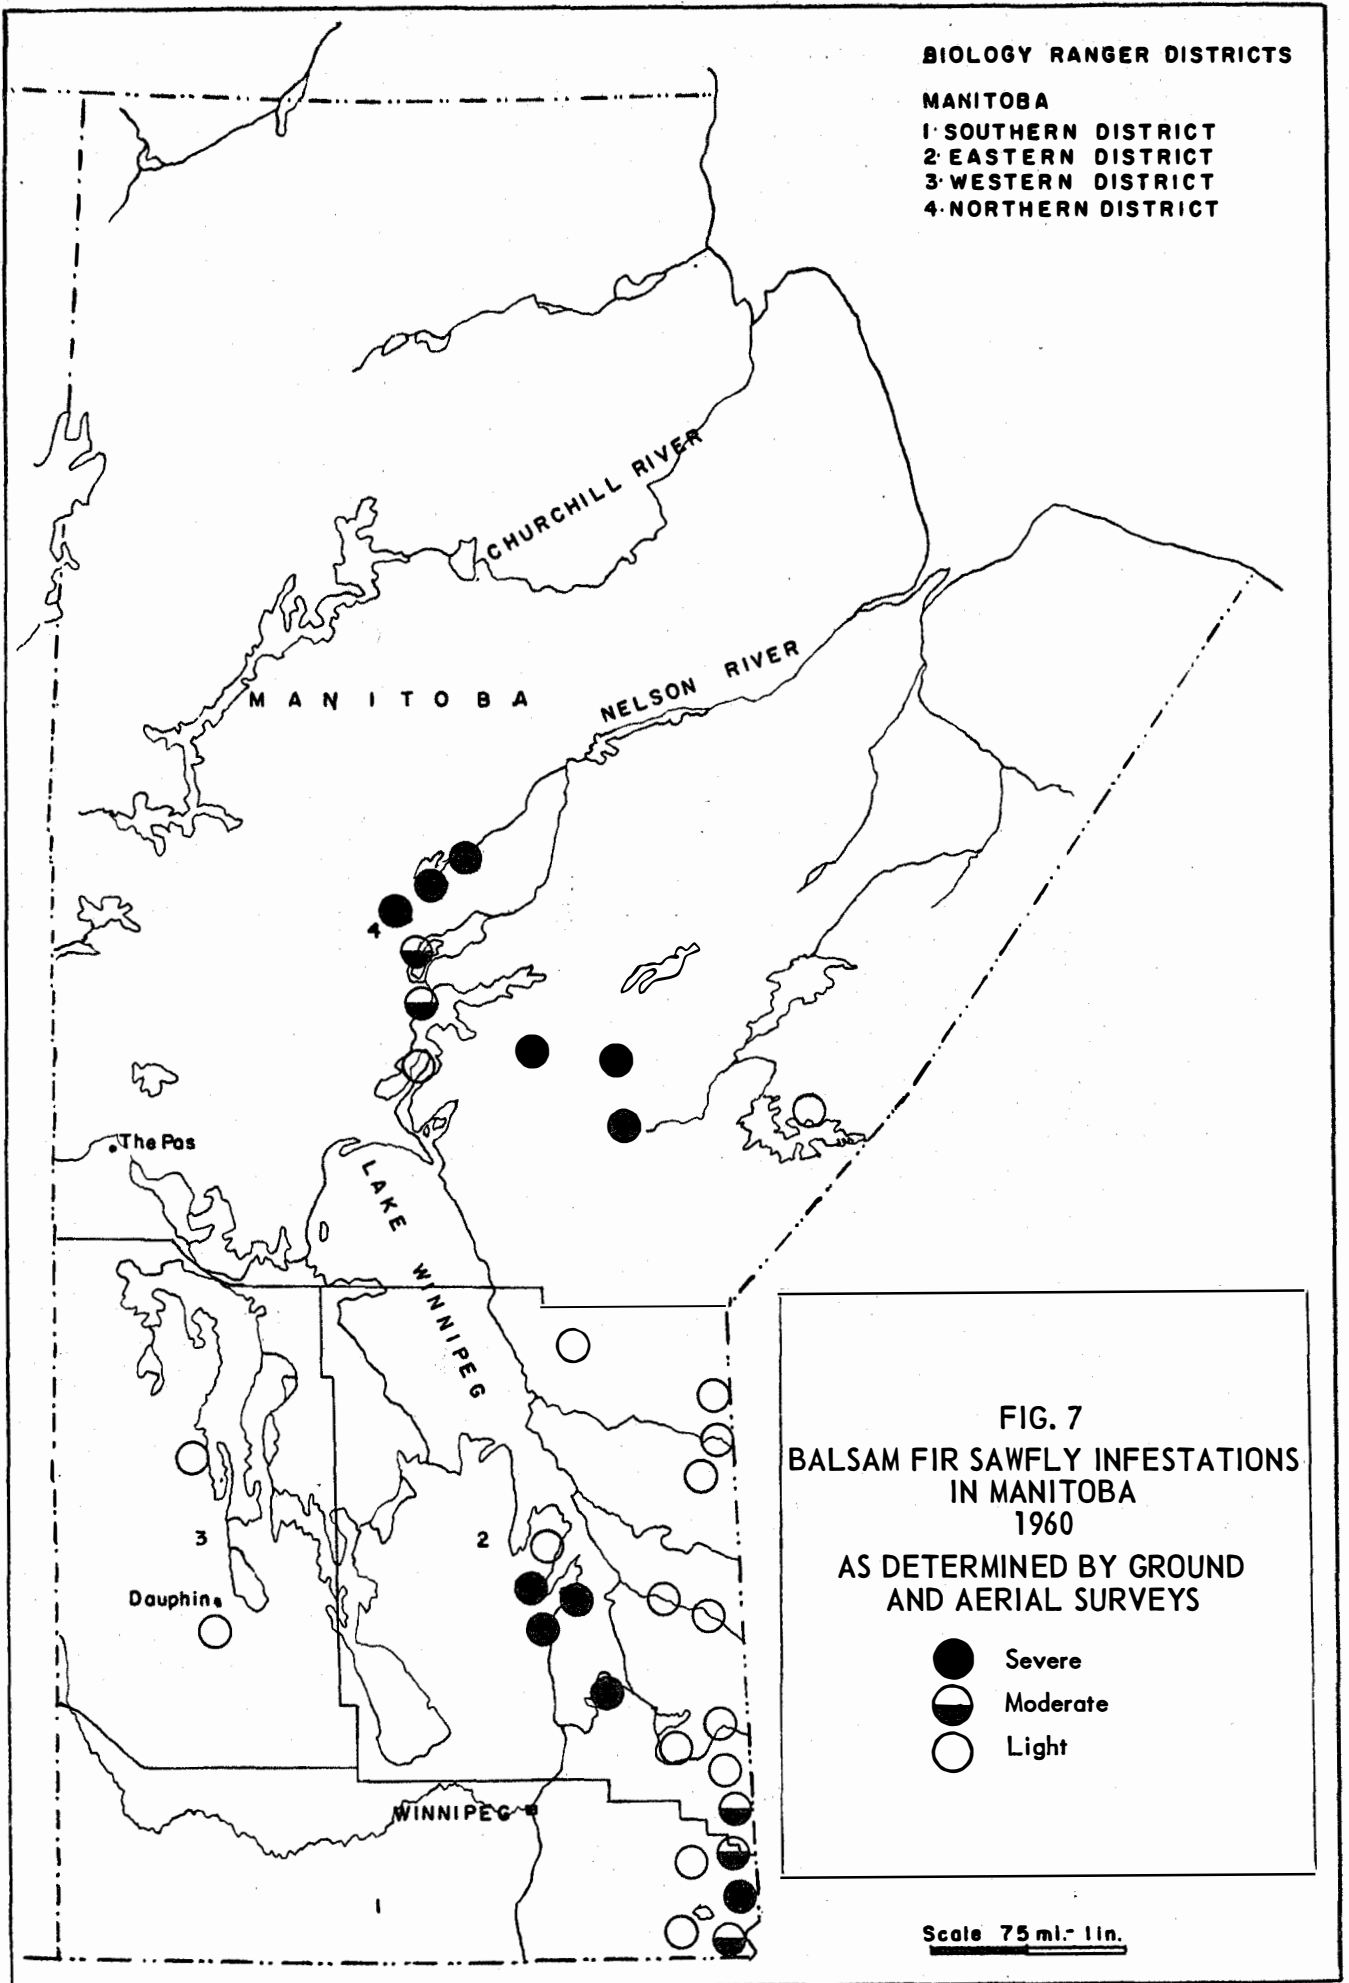 BIOLOGY RANGER DISTRICTS
MANITOBA
1. SOUTHERN DISTRICT
2. EASTERN DISTRICT
3. WESTERN DISTRICT
4. NORTHERN DISTRICT
CHURCHILL RIVER
NELSON RIVER
MANITOBA
4
The Pas
LAKE WINNIPEG
3
2
Dauphin
WINNIPEG
1
FIG. 7
BALSAM FIR SAWFLY INFESTATIONS
IN MANITOBA
1960
AS DETERMINED BY GROUND
AND AERIAL SURVEYS
Severe
Moderate
Light
Scale 75 mi.- 1 in.